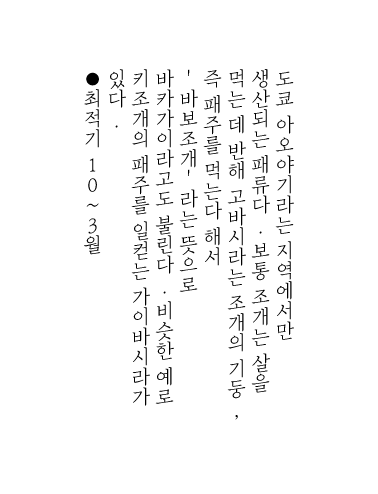 도쿄 아오야기라는 지역에서만
생산되는 패류다. 보통 조개는 살을
먹는 데 반해 고바시라는 조개의 기둥,
즉 패주를 먹는다 해서
'바보조개'라는 뜻으로
바카가이라고도 불린다. 비슷한 예로
키조개의 패주를 일컫는 가이바시라가
있다.
●최적기 10~3월